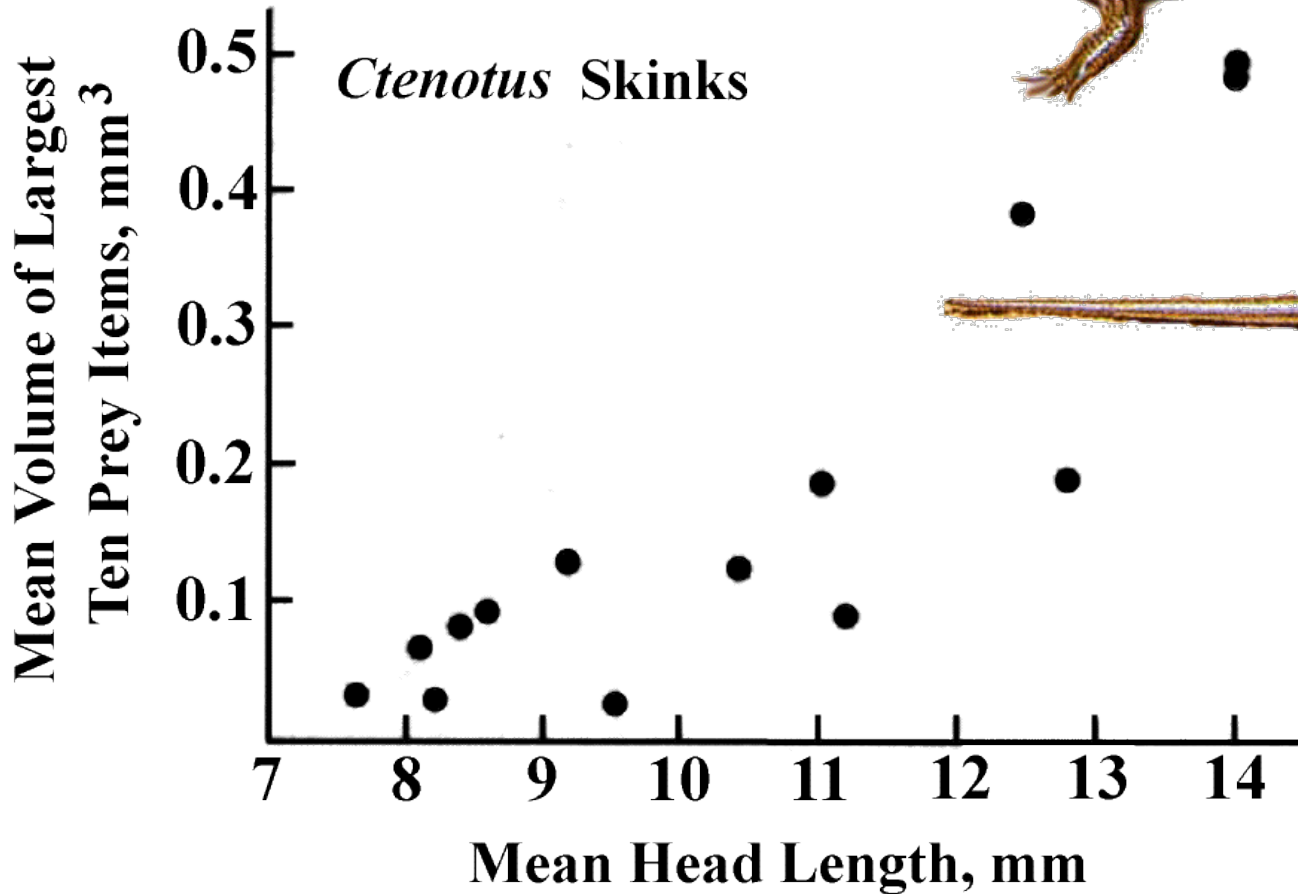 Ctenotus Skinks
Mean Volume of Largest
Ten Prey Items, mm3
0.5
0.4
0.3
0.2
0.1
7 8 9 10 11 12 13 14
Mean Head Length, mm